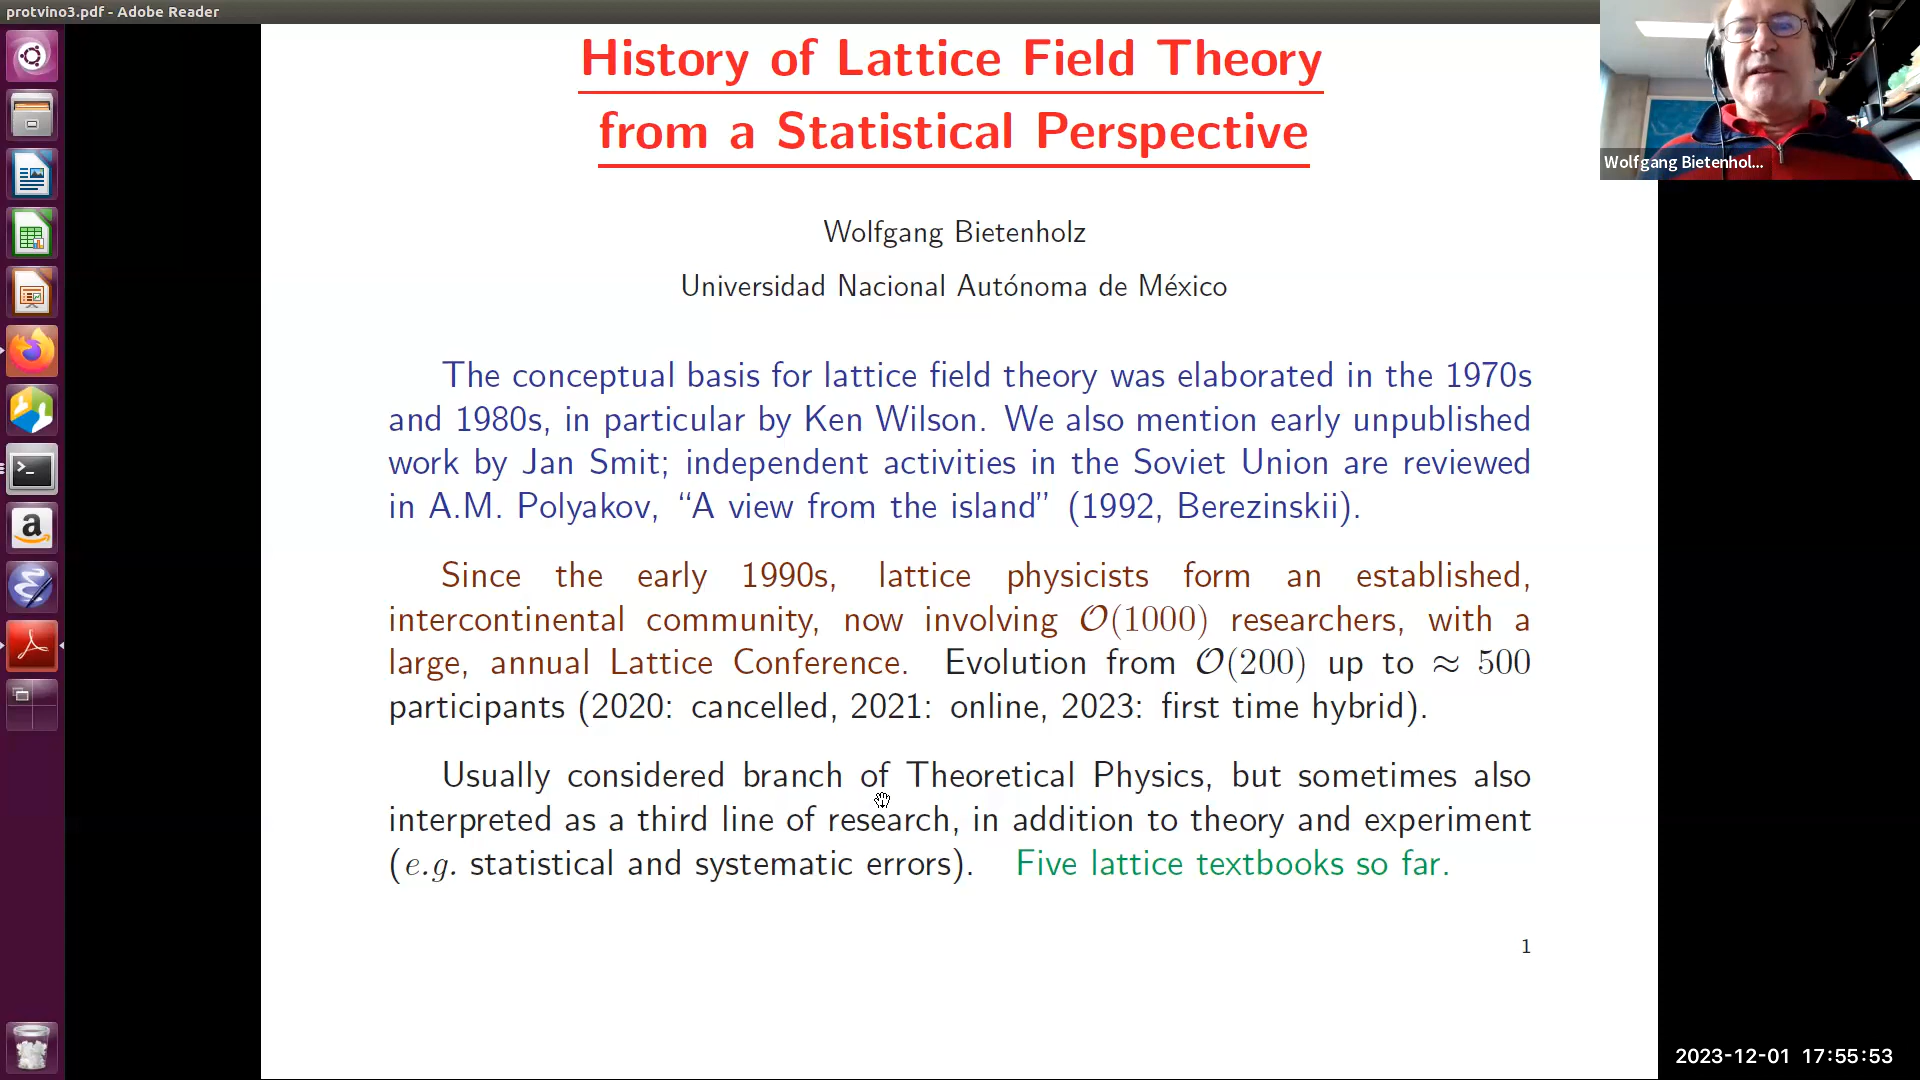 protvino3.pdf - Adobe Reader
History of Lattice Field Theory
from a Statistical Perspective
Wolfgang Bietenhol...
Wolfgang Bietenholz
Universidad Nacional Autónoma de México
The conceptual basis for lattice field theory was elaborated in the 1970s
and 1980s, in particular by Ken Wilson. We also mention early unpublished
work by Jan Smit; independent activities in the Soviet Union are reviewed
in A.M. Polyakov, “A view from the island” (1992, Berezinskii).
Since the early 1990s, lattice physicists form an established,
intercontinental community, now involving 𝒪(1000) researchers, with a
large, annual Lattice Conference. Evolution from 𝒪(200) up to ≈ 500
participants (2020: cancelled, 2021: online, 2023: first time hybrid).
Usually considered branch of Theoretical Physics, but sometimes also
interpreted as a third line of research, in addition to theory and experiment
(e.g. statistical and systematic errors). Five lattice textbooks so far.
1
2023-12-01 17:55:53